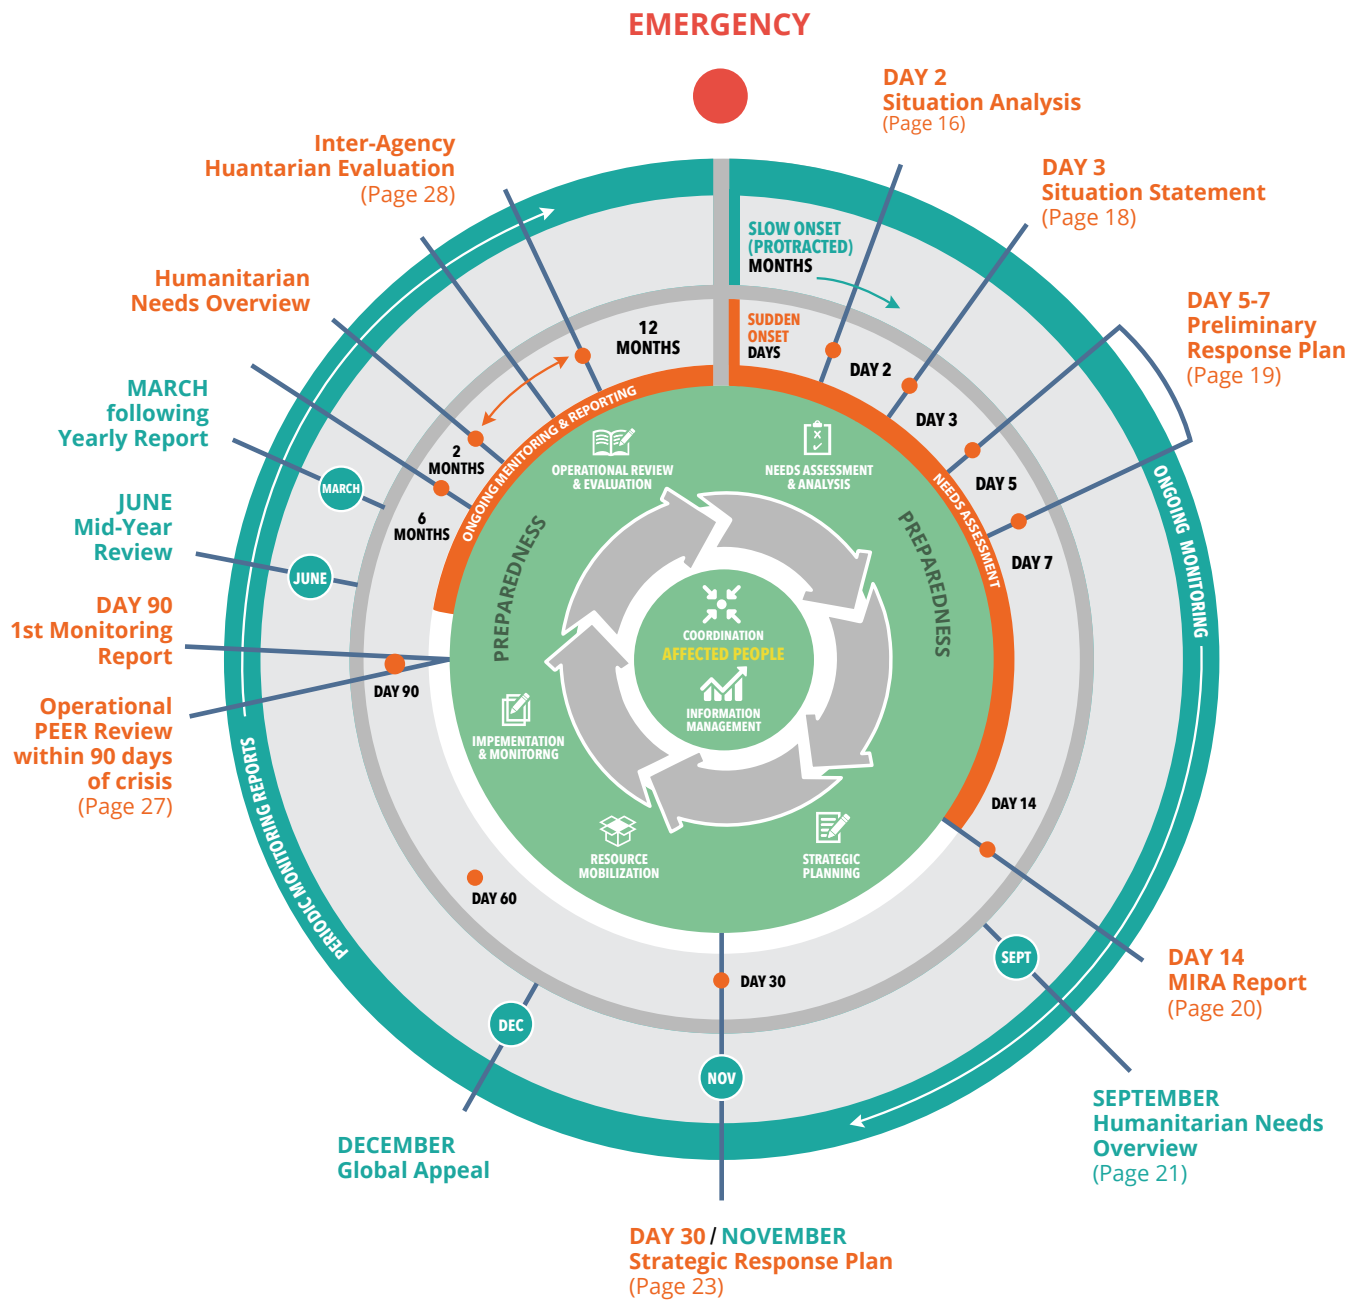 EMERGENCY
DAY 2
Situation Analysis
(Page 16)
DAY 3
Situation Statement
(Page 18)
DAY 5-7
Preliminary
Response Plan
(Page 19)
ONGOING MONITORING
DAY 14
MIRA Report
(Page 20)
SEPTEMBER
Humanitarian Needs
Overview
(Page 21)
DAY 30 / NOVEMBER
Strategic Response Plan
(Page 23)
DECEMBER
Global Appeal
PERIODIC MONITORING REPORTS
Operational
PEER Review
within 90 days
of crisis
(Page 27)
DAY 90
1st Monitoring
Report
JUNE
Mid-Year
Review
MARCH
following
Yearly Report
Humanitarian
Needs Overview
Inter-Agency
Huantarian Evaluation
(Page 28)
SLOW ONSET
(PROTRACTED)
MONTHS
SUDDEN
ONSET
DAYS
DAY 2
DAY 3
DAY 5
DAY 7
DAY 14
SEPT
DAY 30
NOV
DEC
DAY 60
DAY 90
JUNE
MARCH
6
MONTHS
2
MONTHS
12
MONTHS
ONGOING MENITORING & REPORTING
NEEDS ASSESSMENT
PREPAREDNESS
PREPAREDNESS
OPERATIONAL REVIEW
& EVALUATION
NEEDS ASSESSMENT
& ANALYSIS
STRATEGIC
PLANNING
RESOURCE
MOBILIZATION
IMPEMENTATION
& MONITORNG
COORDINATION
AFFECTED PEOPLE
INFORMATION
MANAGEMENT